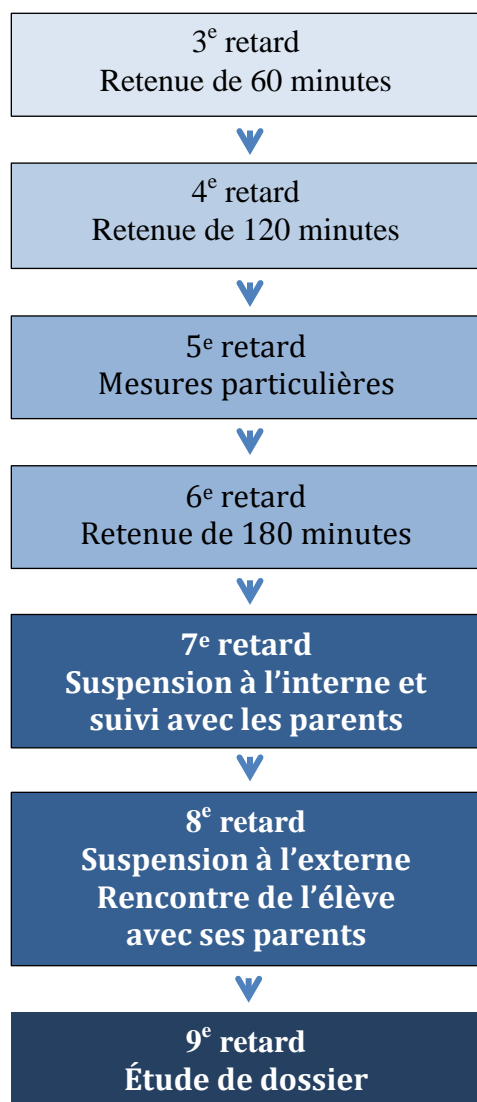 3e retard
Retenue de 60 minutes
4e retard
Retenue de 120 minutes
5e retard
Mesures particulières
6e retard
Retenue de 180 minutes
7e retard
Suspension à l’interne et
suivi avec les parents
8e retard
Suspension à l’externe
Rencontre de l’élève
avec ses parents
9e retard
Étude de dossier